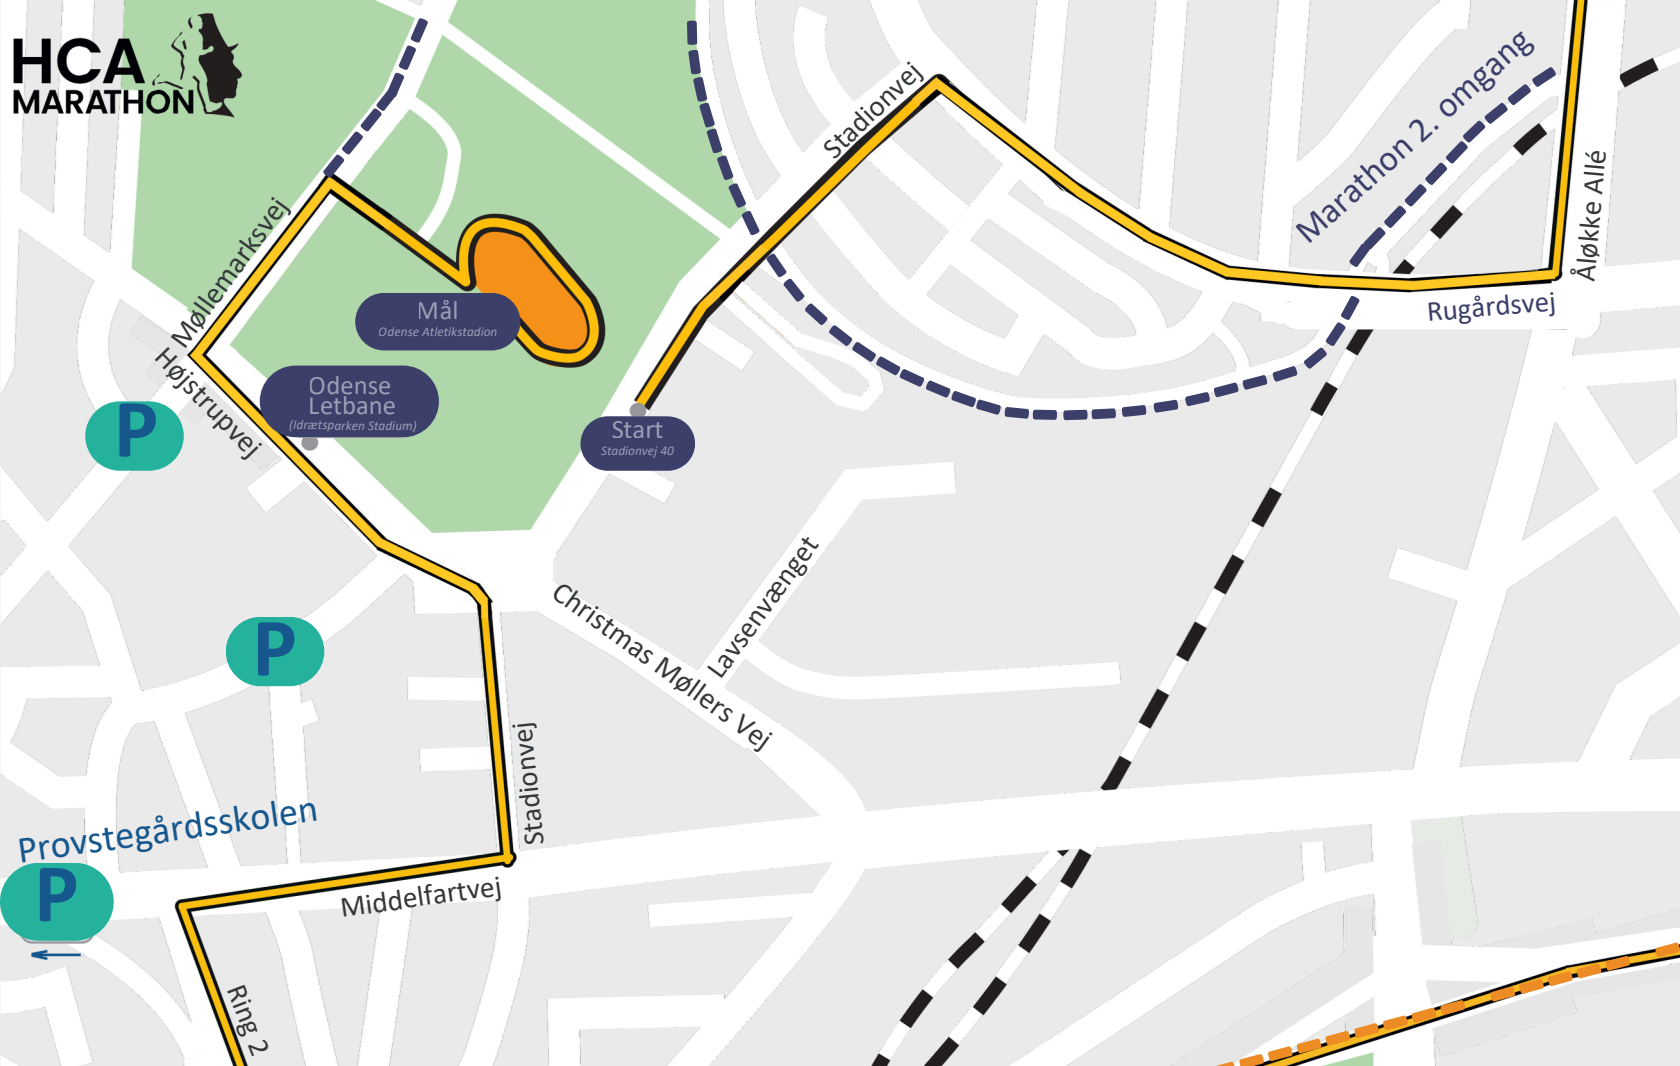 HCA
MARATHON
Stadionvej
Marathon 2. omgang
Åløkke Allé
Rugårdsvej
Møllemarksvej
Mål
Odense Atletikstadion
Højstrupvej
Odense
Letbane
(Idrætsparken Stadium)
Start
Stadionvej 40
P
Lavsenvænget
Christmas Møllers Vej
P
Stadionvej
Provstegårdsskolen
P
Middelfartvej
Ring 2